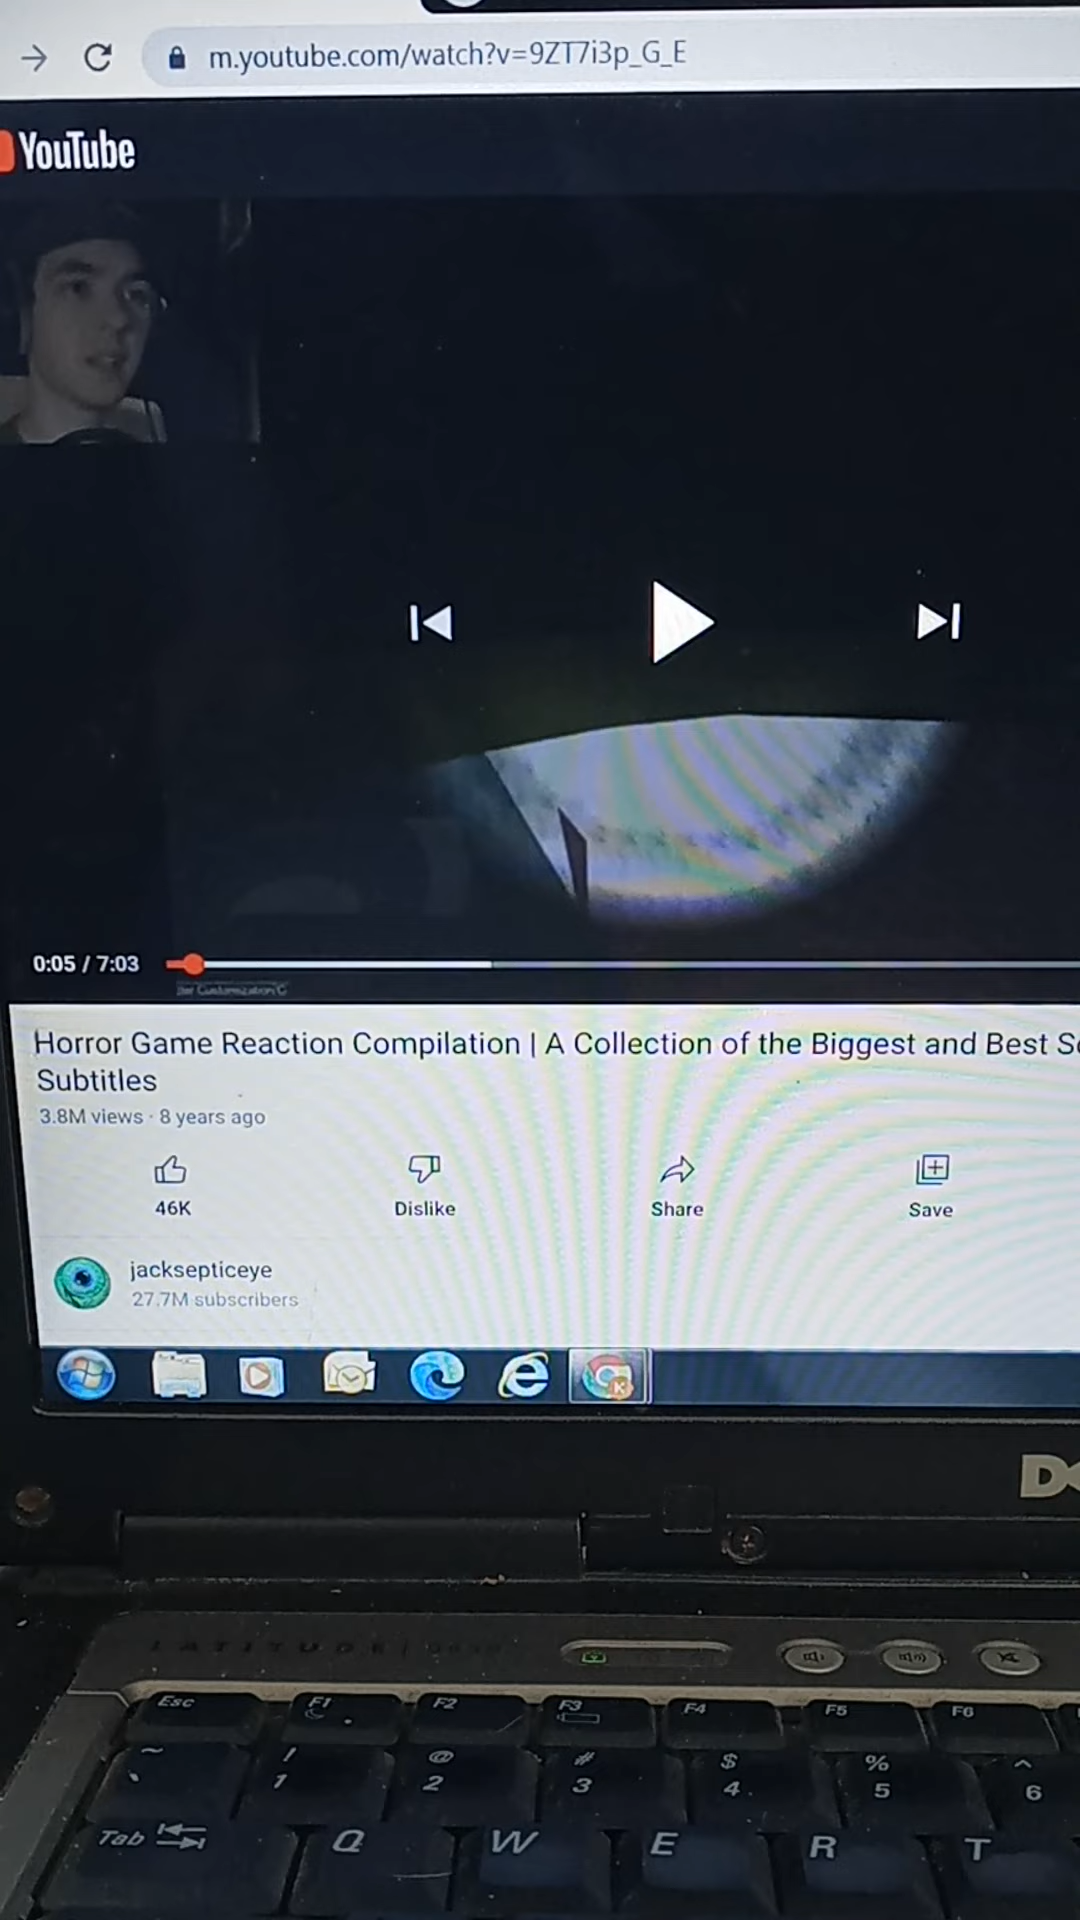 m.youtube.com/watch?v=9ZT7i3p_G_E
YouTube
0:05 / 7:03
Horror Game Reaction Compilation | A Collection of the Biggest and Best
Subtitles
3.8M views · 8 years ago
46K
Dislike
Share
Save
jacksepticeye
27.7M subscribers
LATITUDE
Esc F1 F2 F3 F4 F5 F6
~ ! @ # $ % ^
` 1 2 3 4 5 6
Tab Q W E R T